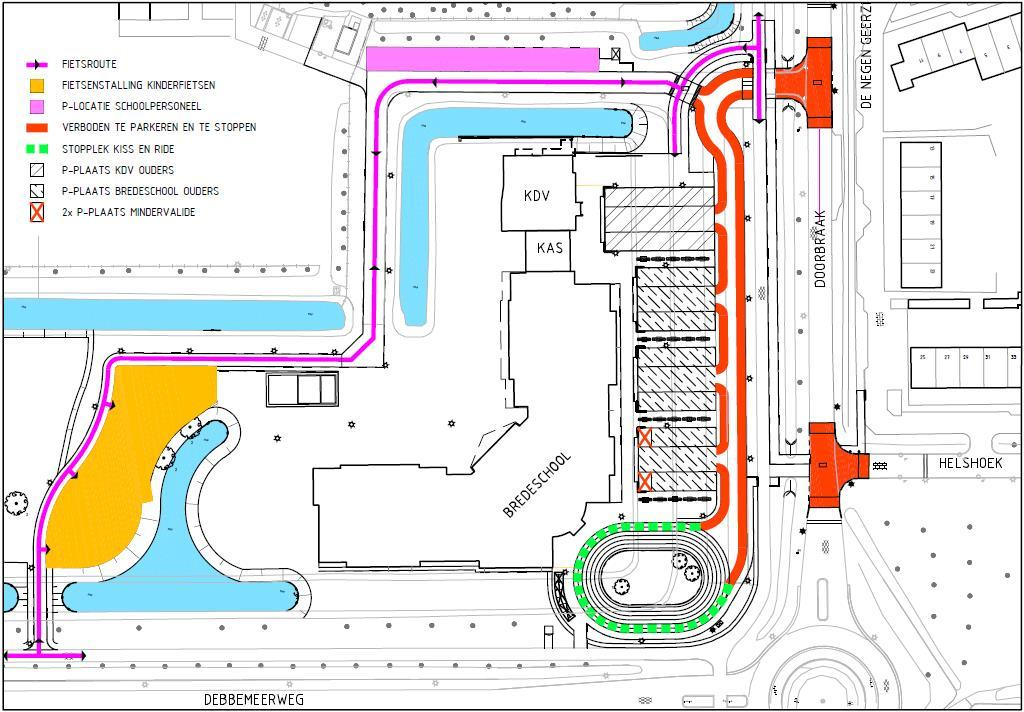 FIETSROUTE
FIETSENSTALLING KINDERFIETSEN
P-LOCATIE SCHOOLPERSONEEL
VERBODEN TE PARKEREN EN TE STOPPEN
STOPPLEK KISS EN RIDE
P-PLAATS KDV OUDERS
P-PLAATS BREDESCHOOL OUDERS
2x P-PLAATS MINDERVALIDE
DE NEGEN GEERZ
KDV
KAS
DOORBRAAK
25 27 29 31 33
BREDESCHOOL
HELSHOEK
DEBBEMEERWEG